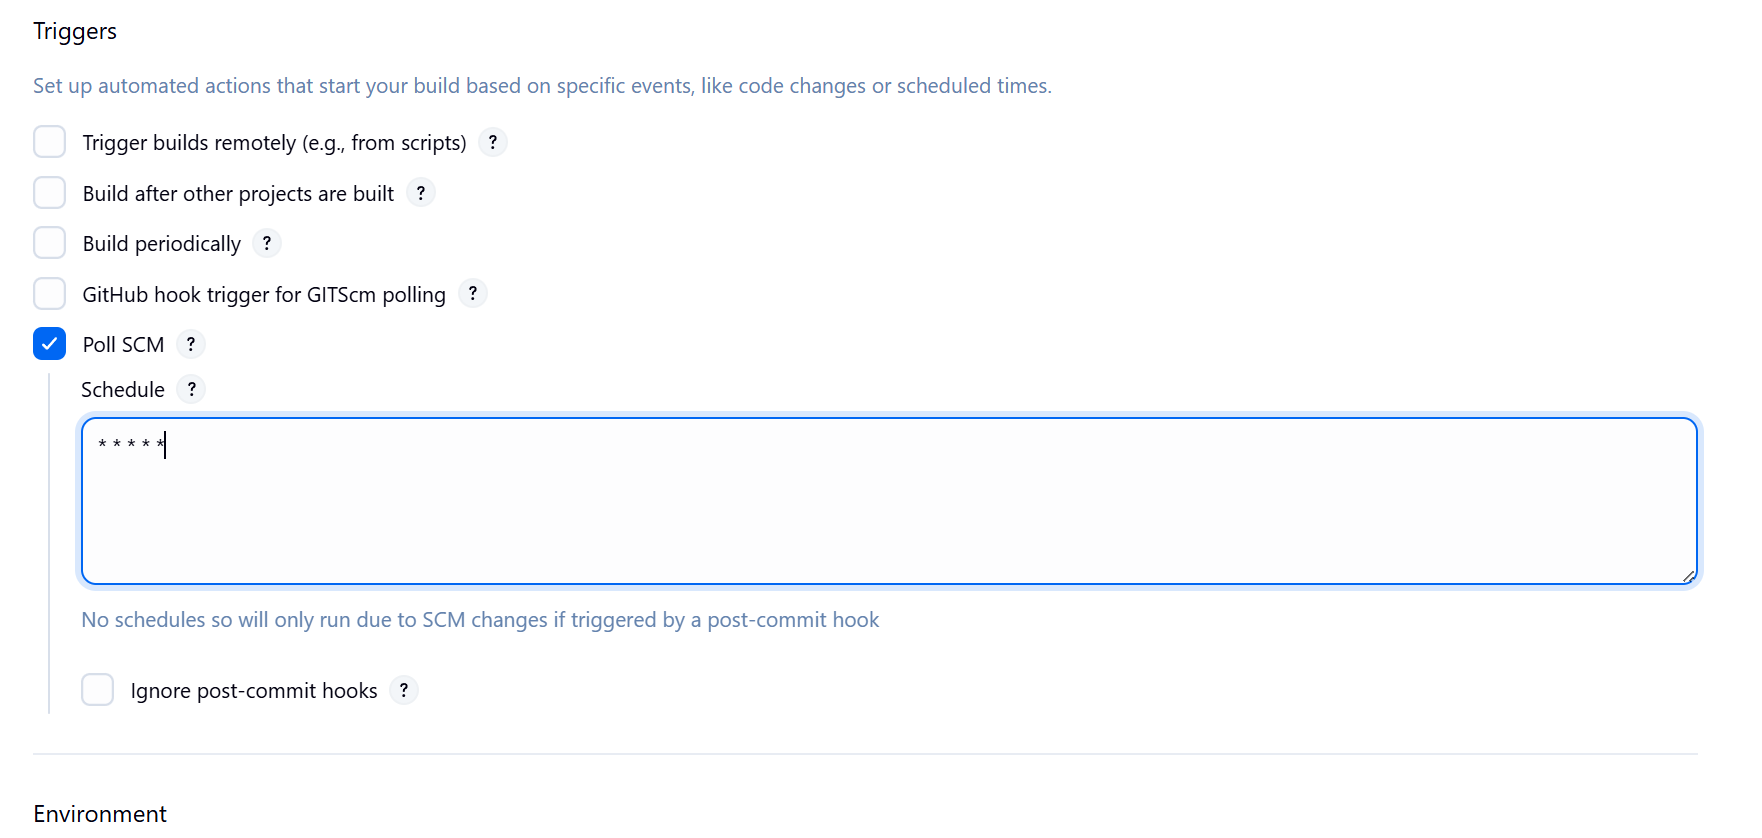 Triggers
Set up automated actions that start your build based on specific events, like code changes or scheduled times.
Trigger builds remotely (e.g., from scripts) ?
Build after other projects are built ?
Build periodically ?
GitHub hook trigger for GITScm polling ?
Poll SCM ?
Schedule ?
* * * * *
No schedules so will only run due to SCM changes if triggered by a post-commit hook
Ignore post-commit hooks ?
Environment